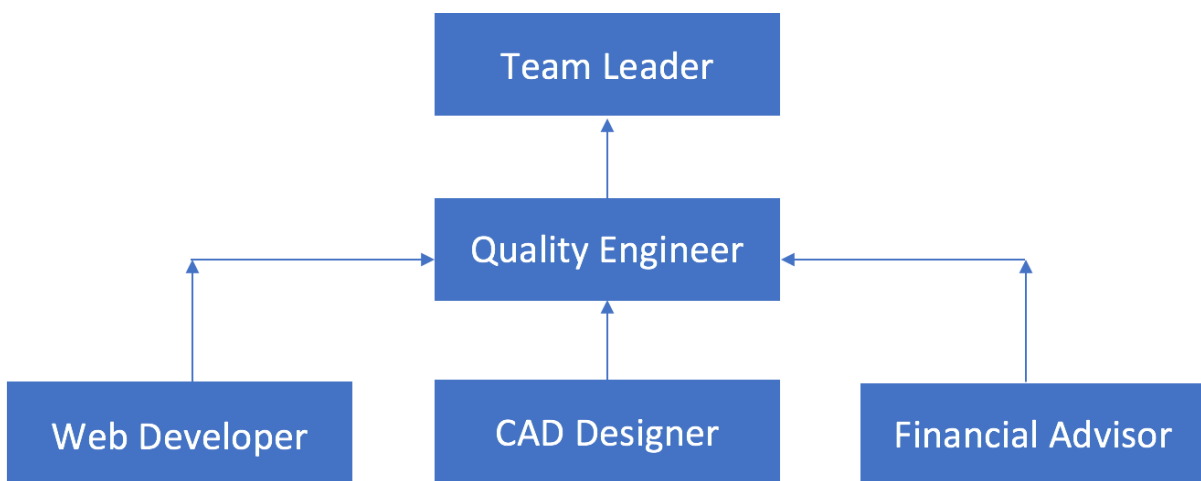 Team Leader
Quality Engineer
Web Developer
CAD Designer
Financial Advisor